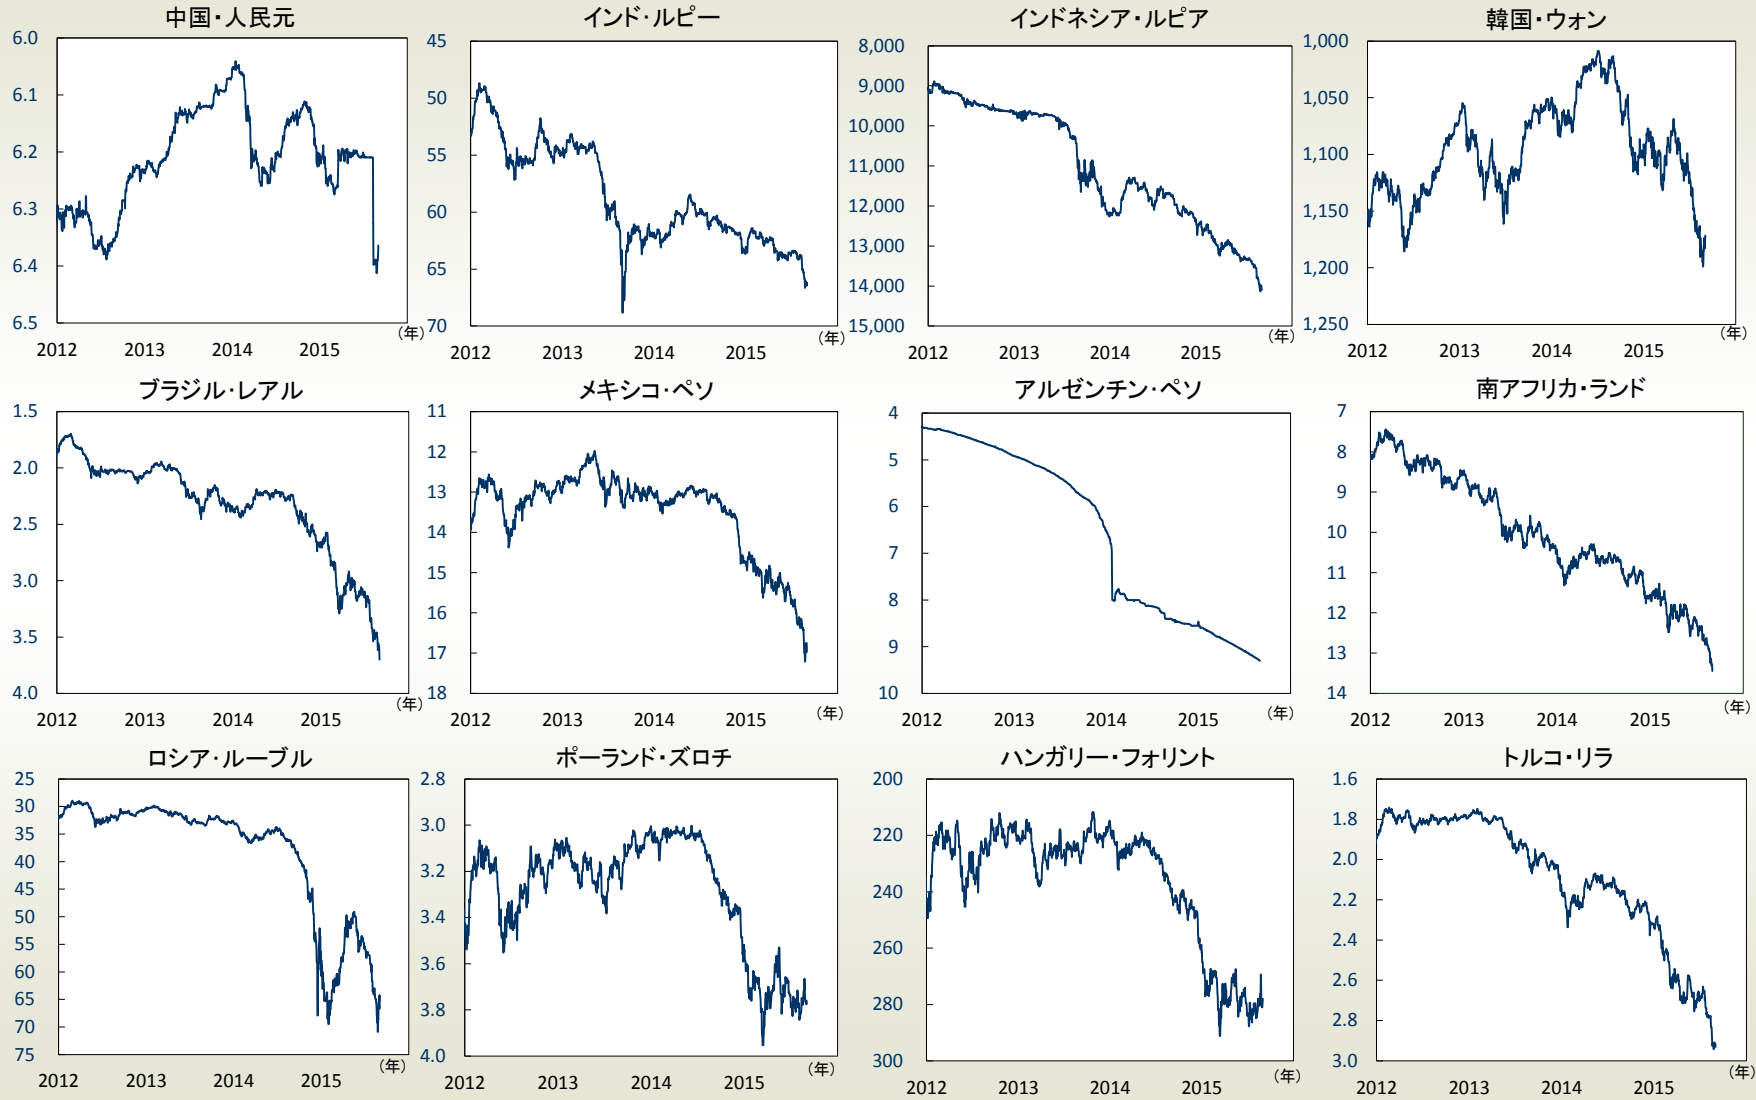 中国・人民元
6.0
6.1
6.2
6.3
6.4
6.5
2012 2013 2014 2015
（年）
インド・ルピー
45
50
55
60
65
70
2012 2013 2014 2015
（年）
インドネシア・ルピア
8,000
9,000
10,000
11,000
12,000
13,000
14,000
15,000
2012 2013 2014 2015
（年）
韓国・ウォン
1,000
1,050
1,100
1,150
1,200
1,250
2012 2013 2014 2015
（年）
ブラジル・レアル
1.5
2.0
2.5
3.0
3.5
4.0
2012 2013 2014 2015
（年）
メキシコ・ペソ
11
12
13
14
15
16
17
18
2012 2013 2014 2015
（年）
アルゼンチン・ペソ
4
5
6
7
8
9
10
2012 2013 2014 2015
（年）
南アフリカ・ランド
7
8
9
10
11
12
13
14
2012 2013 2014 2015
（年）
ロシア・ルーブル
25
30
35
40
45
50
55
60
65
70
75
2012 2013 2014 2015
（年）
ポーランド・ズロチ
2.8
3.0
3.2
3.4
3.6
3.8
4.0
2012 2013 2014 2015
（年）
ハンガリー・フォリント
200
220
240
260
280
300
2012 2013 2014 2015
（年）
トルコ・リラ
1.6
1.8
2.0
2.2
2.4
2.6
2.8
3.0
2012 2013 2014 2015
（年）